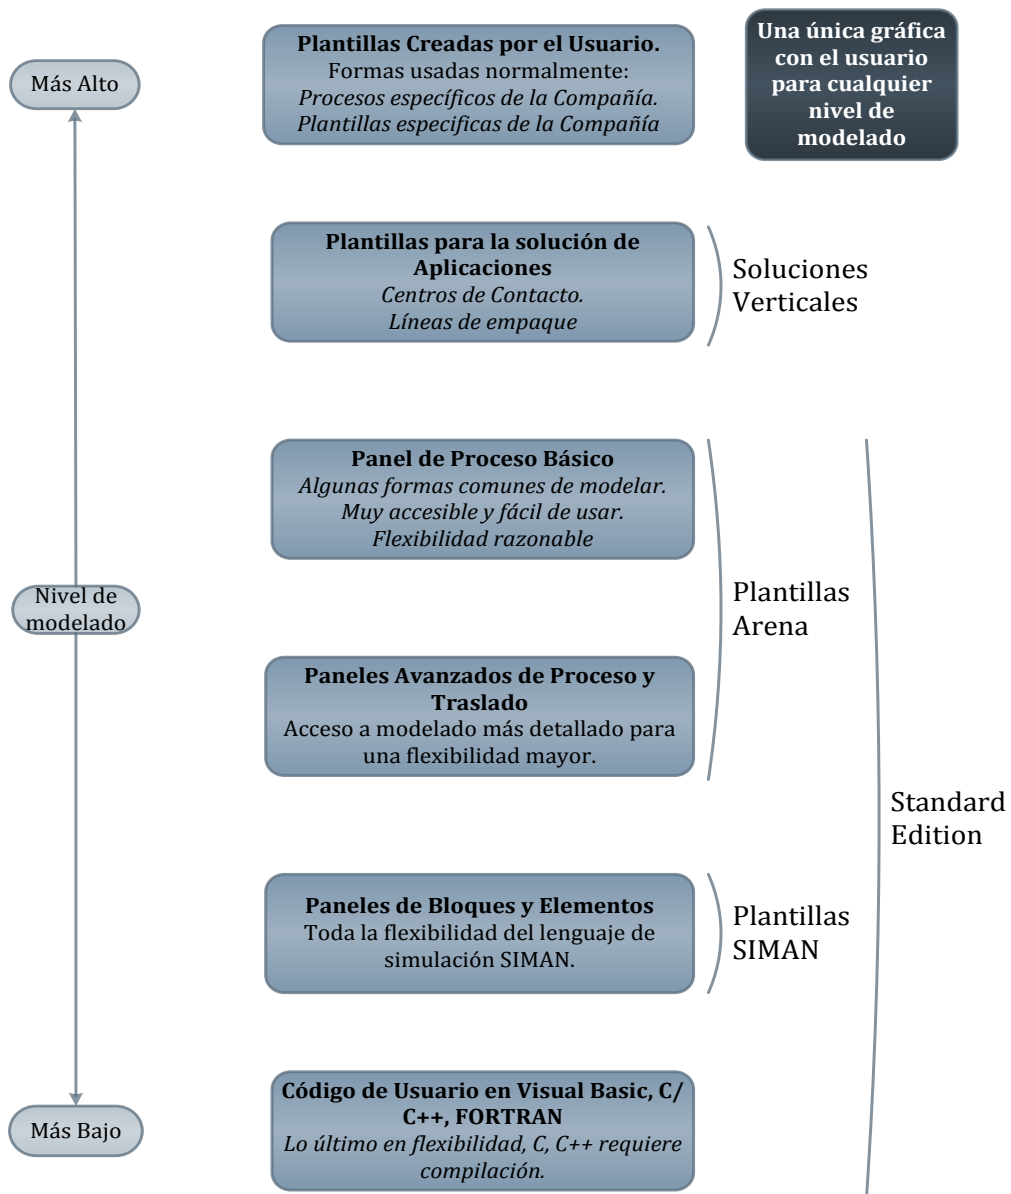 Más Alto
Plantillas Creadas por el Usuario.
Formas usadas normalmente:
Procesos específicos de la Compañía.
Plantillas especificas de la Compañía
Una única gráfica
con el usuario
para cualquier
nivel de
modelado
Plantillas para la solución de
Aplicaciones
Centros de Contacto.
Líneas de empaque
Soluciones
Verticales
Panel de Proceso Básico
Algunas formas comunes de modelar.
Muy accesible y fácil de usar.
Flexibilidad razonable
Nivel de
modelado
Plantillas
Arena
Paneles Avanzados de Proceso y
Traslado
Acceso a modelado más detallado para
una flexibilidad mayor.
Standard
Edition
Paneles de Bloques y Elementos
Toda la flexibilidad del lenguaje de
simulación SIMAN.
Plantillas
SIMAN
Más Bajo
Código de Usuario en Visual Basic, C/
C++, FORTRAN
Lo último en flexibilidad, C, C++ requiere
compilación.